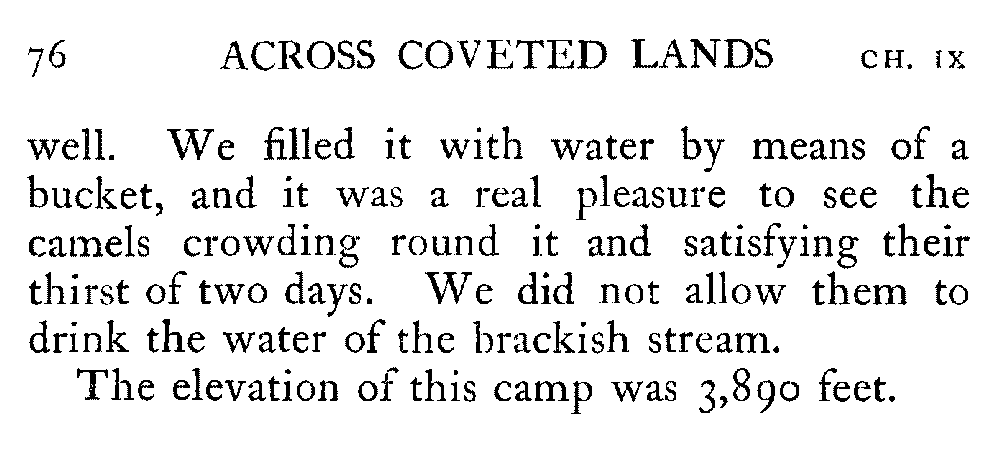 76 ACROSS COVETED LANDS CH. IX
well. We filled it with water by means of a
bucket, and it was a real pleasure to see the
camels crowding round it and satisfying their
thirst of two days. We did not allow them to
drink the water of the brackish stream.
The elevation of this camp was 3,890 feet.